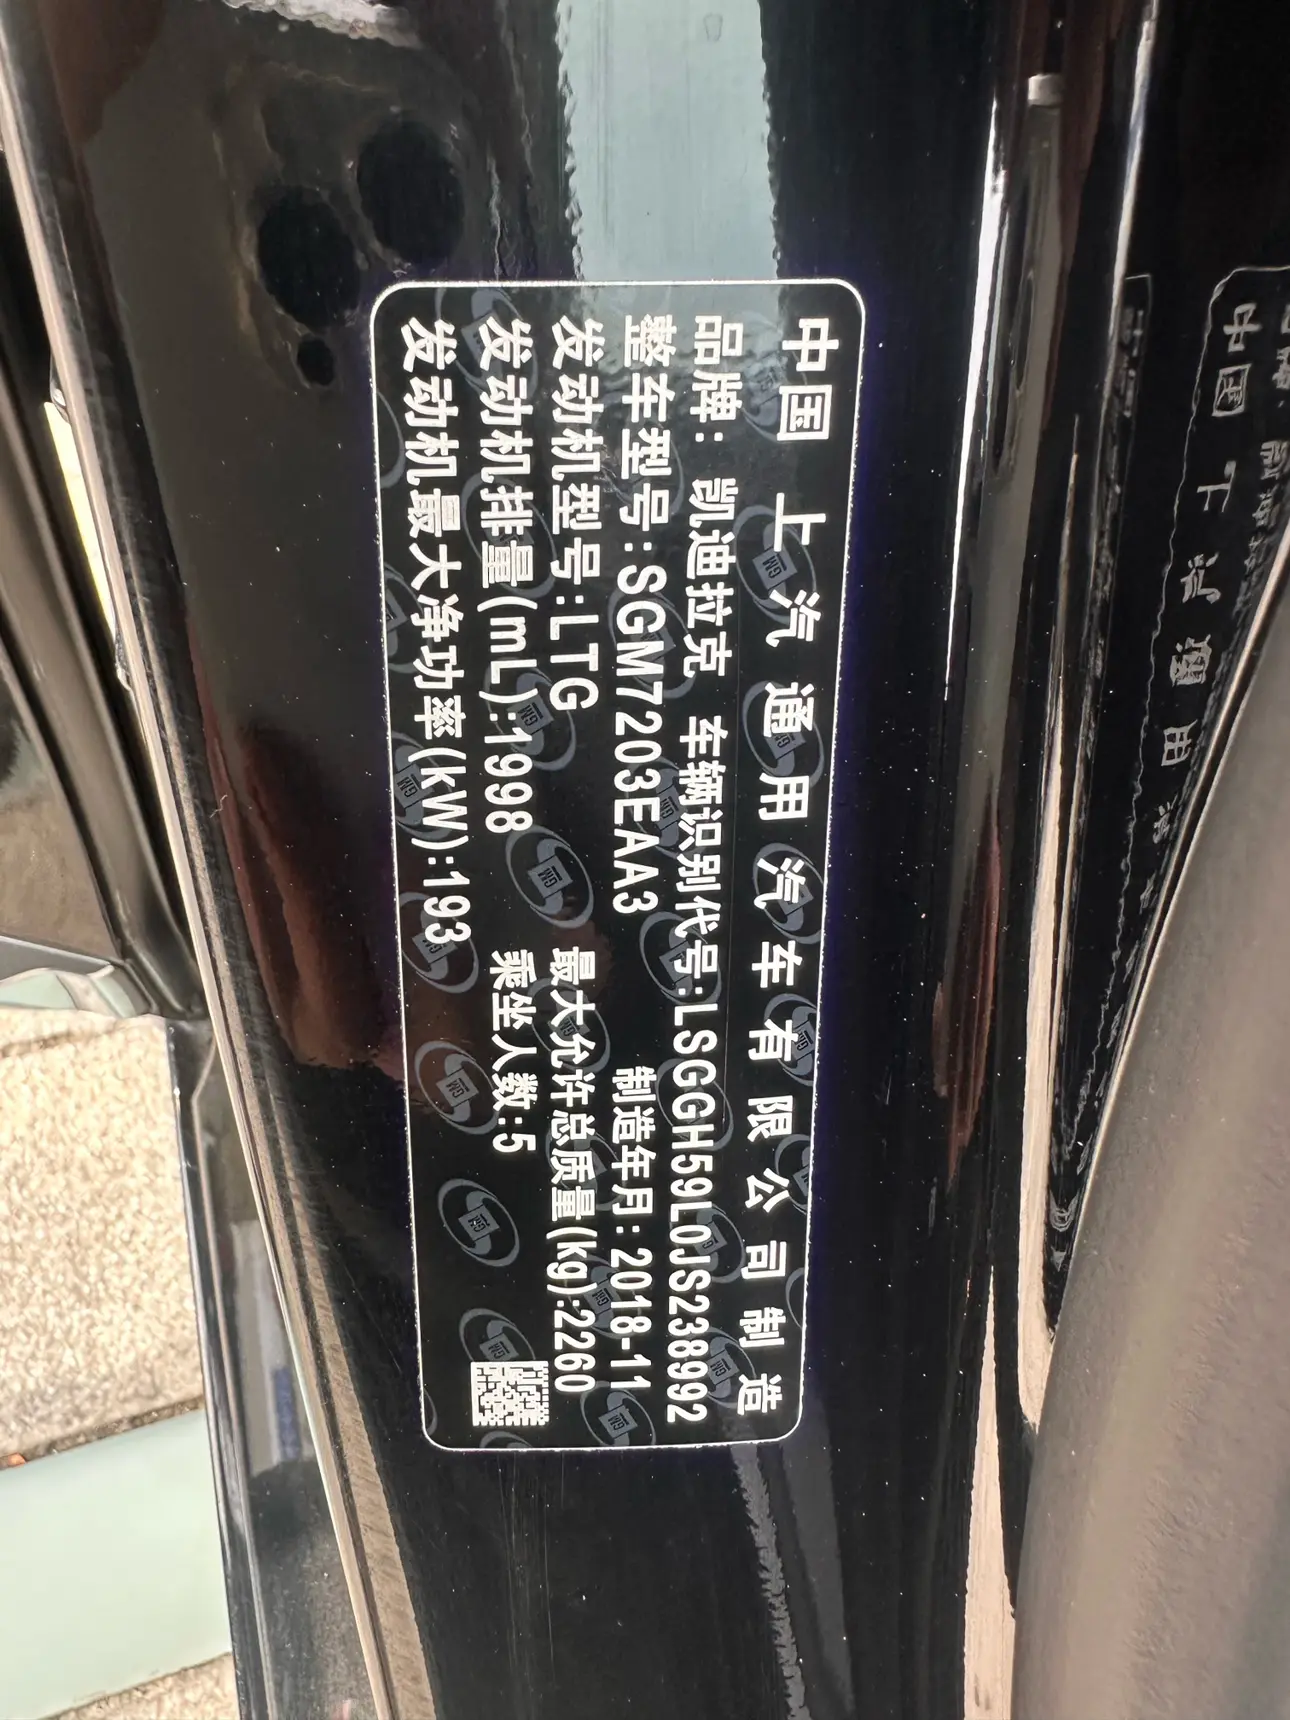 中国 上汽通用汽车有限公司制造
品牌: 凯迪拉克 车辆识别代号:LSGGH59L0JS238992
整车型号:SGM7203EAA3 制造年月: 2018-11
发动机型号:LTG 最大允许总质量(kg):2260
发动机排量(mL):1998 乘坐人数:5
发动机最大净功率(kW):193